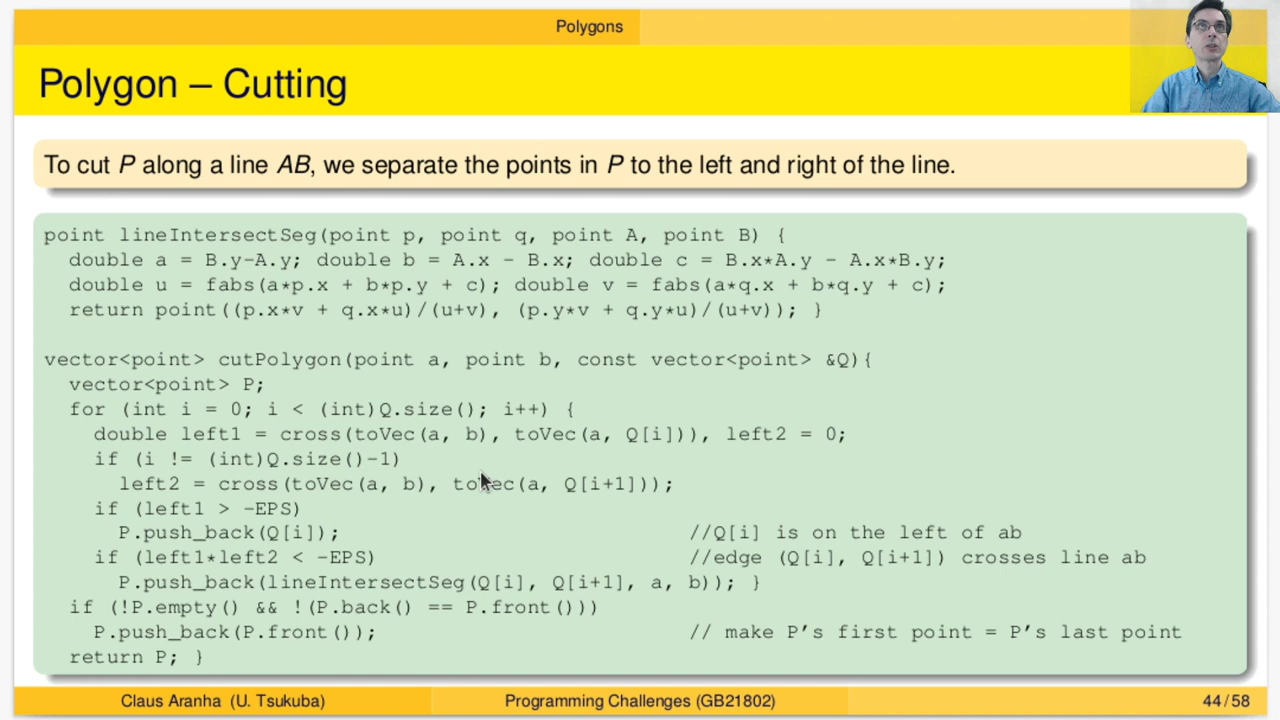 Polygons
Polygon – Cutting
To cut P along a line AB, we separate the points in P to the left and right of the line.
point lineIntersectSeg(point p, point q, point A, point B) {
double a = B.y-A.y; double b = A.x - B.x; double c = B.x*A.y - A.x*B.y;
double u = fabs(a*p.x + b*p.y + c); double v = fabs(a*q.x + b*q.y + c);
return point((p.x*v + q.x*u)/(u+v), (p.y*v + q.y*u)/(u+v)); }
vector<point> cutPolygon(point a, point b, const vector<point> &Q){
vector<point> P;
for (int i = 0; i < (int)Q.size(); i++) {
double left1 = cross(toVec(a, b), toVec(a, Q[i])), left2 = 0;
if (i != (int)Q.size()-1)
left2 = cross(toVec(a, b), toVec(a, Q[i+1]));
if (left1 > -EPS)
P.push_back(Q[i]); //Q[i] is on the left of ab
if (left1*left2 < -EPS) //edge (Q[i], Q[i+1]) crosses line ab
P.push_back(lineIntersectSeg(Q[i], Q[i+1], a, b)); }
if (!P.empty() && !(P.back() == P.front()))
P.push_back(P.front()); // make P's first point = P's last point
return P; }
Claus Aranha (U. Tsukuba) Programming Challenges (GB21802) 44/58